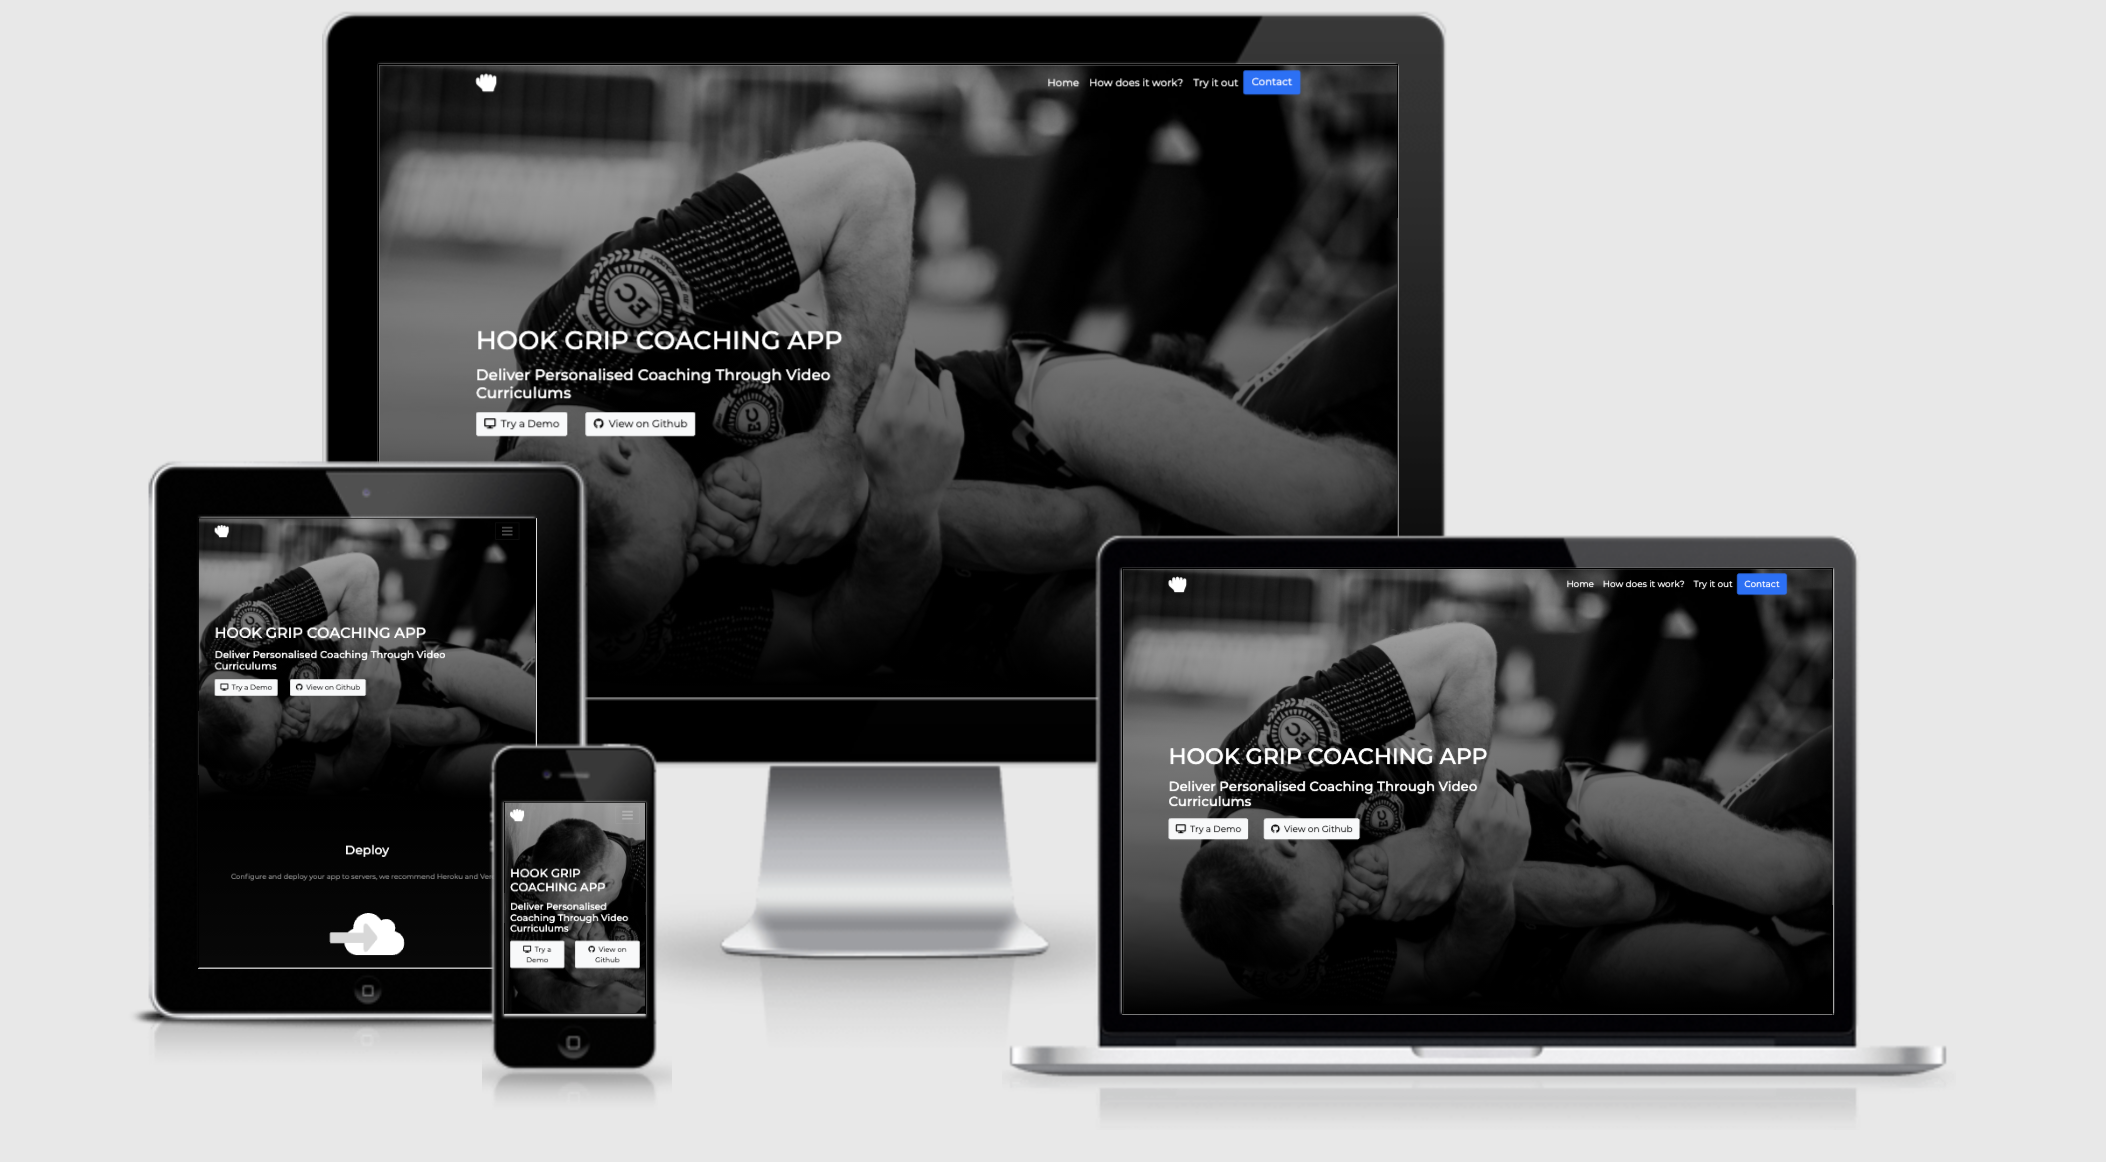 Home How does it work? Try it out Contact
HOOK GRIP COACHING APP
Deliver Personalised Coaching Through Video
Curriculums
Try a Demo View on Github
EC
EC
HOOK GRIP COACHING APP
Deliver Personalised Coaching Through Video
Curriculums
Try a Demo View on Github
Deploy
Configure and deploy your app to servers, we recommend Heroku and
HOOK GRIP
COACHING APP
Deliver Personalised
Coaching Through Video
Curriculums
Try a
Demo
View on
Github
Home How does it work? Try it out Contact
HOOK GRIP COACHING APP
Deliver Personalised Coaching Through Video
Curriculums
Try a Demo View on Github
EC